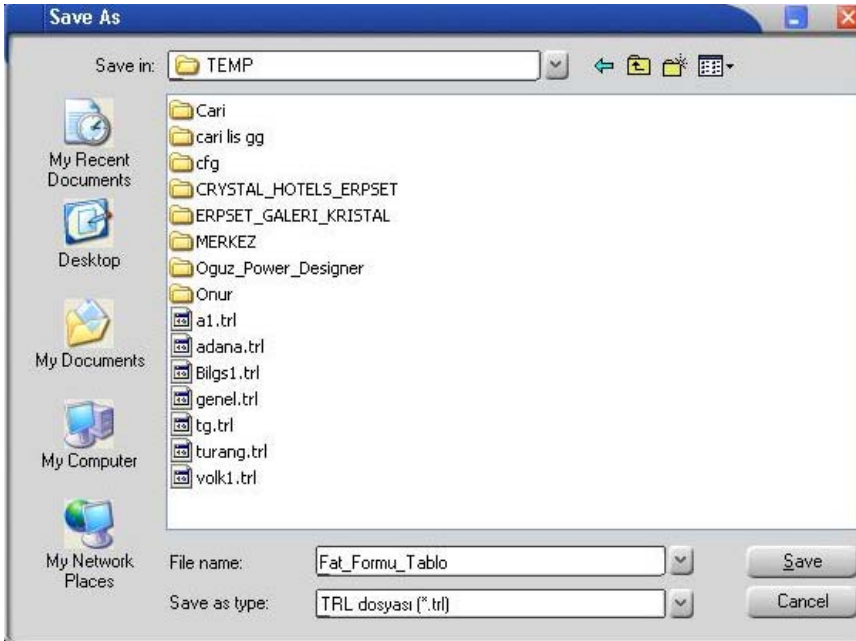 Save As
Save in:
TEMP
My Recent
Documents
Desktop
My Documents
My Computer
My Network
Places
Cari
cari lis gg
cfg
CRYSTAL_HOTELS_ERPSET
ERPSET_GALERI_KRISTAL
MERKEZ
Oguz_Power_Designer
Onur
a1.trl
adana.trl
Bilgs1.trl
genel.trl
tg.trl
turang.trl
volk1.trl
File name:
Fat_Formu_Tablo
Save
Save as type:
TRL dosyası (*.trl)
Cancel